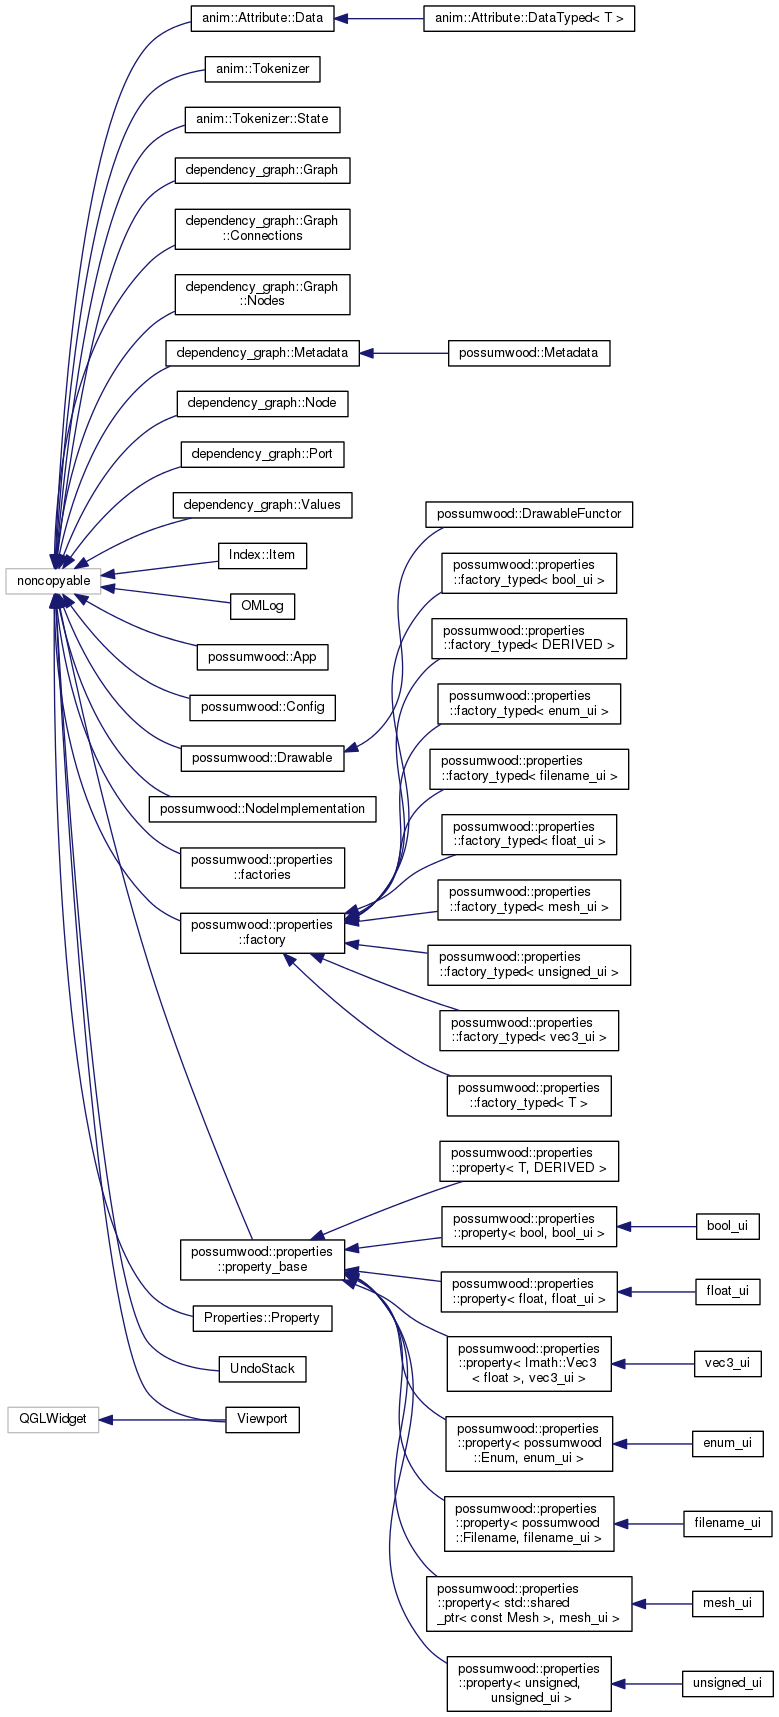 anim::Attribute::Data
anim::Attribute::DataTyped< T >
anim::Tokenizer
anim::Tokenizer::State
dependency_graph::Graph
dependency_graph::Graph
::Connections
dependency_graph::Graph
::Nodes
dependency_graph::Metadata
possumwood::Metadata
dependency_graph::Node
dependency_graph::Port
dependency_graph::Values
possumwood::DrawableFunctor
Index::Item
possumwood::properties
::factory_typed< bool_ui >
noncopyable
OMLog
possumwood::properties
::factory_typed< DERIVED >
possumwood::App
possumwood::Config
possumwood::properties
::factory_typed< enum_ui >
possumwood::Drawable
possumwood::properties
::factory_typed< filename_ui >
possumwood::NodeImplementation
possumwood::properties
::factory_typed< float_ui >
possumwood::properties
::factories
possumwood::properties
::factory_typed< mesh_ui >
possumwood::properties
::factory
possumwood::properties
::factory_typed< unsigned_ui >
possumwood::properties
::factory_typed< vec3_ui >
possumwood::properties
::factory_typed< T >
possumwood::properties
::property< T, DERIVED >
possumwood::properties
::property< bool, bool_ui >
bool_ui
possumwood::properties
::property_base
possumwood::properties
::property< float, float_ui >
float_ui
Properties::Property
possumwood::properties
::property< Imath::Vec3
< float >, vec3_ui >
vec3_ui
UndoStack
QGLWidget
Viewport
possumwood::properties
::property< possumwood
::Enum, enum_ui >
enum_ui
possumwood::properties
::property< possumwood
::Filename, filename_ui >
filename_ui
possumwood::properties
::property< std::shared
_ptr< const Mesh >, mesh_ui >
mesh_ui
possumwood::properties
::property< unsigned,
unsigned_ui >
unsigned_ui